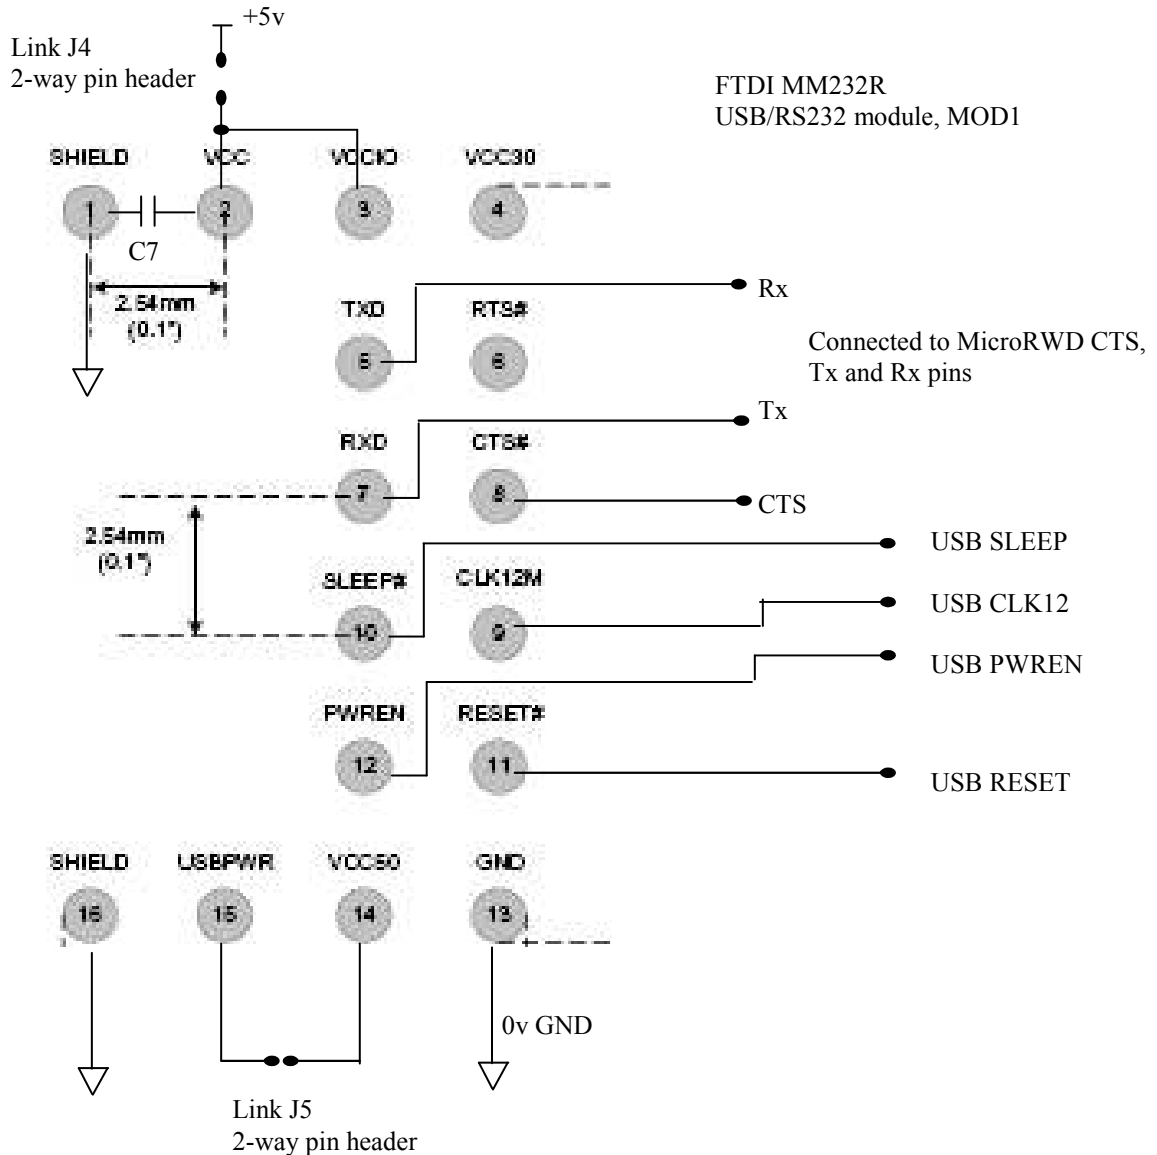 +5v
Link J4
2-way pin header
FTDI MM232R
USB/RS232 module, MOD1
SHIELD VCC VCCIO VCC30
1 2 3 4
C7
2.54mm
(0.1")
TXD RTS#
5 6
Rx
Connected to MicroRWD CTS,
Tx and Rx pins
Tx
RXD CTS#
7 8
CTS
2.54mm
(0.1")
USB SLEEP
SLEEP# CLK12M
10 9
USB CLK12
USB PWREN
PWREN RESET#
12 11
USB RESET
SHIELD USBPWR VCC50 GND
16 15 14 13
0v GND
Link J5
2-way pin header